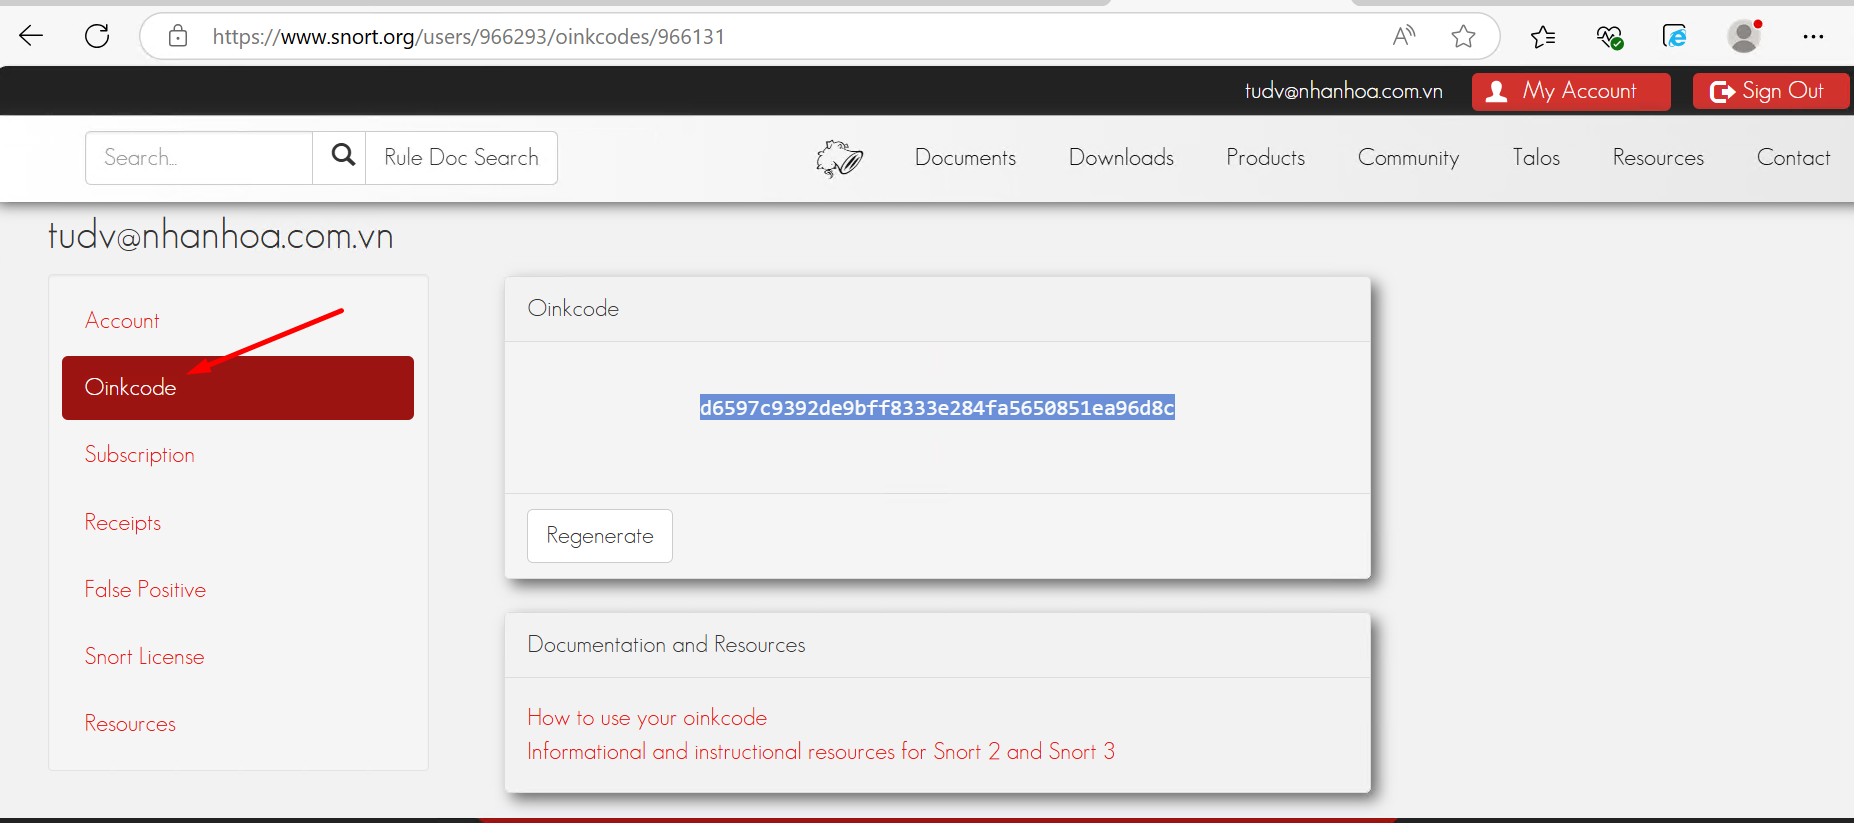 https://www.snort.org/users/966293/oinkcodes/966131
tudv@nhanhoa.com.vn
My Account
Sign Out
Search...
Rule Doc Search
Documents
Downloads
Products
Community
Talos
Resources
Contact
tudv@nhanhoa.com.vn
Account
Oinkcode
Subscription
Receipts
False Positive
Snort License
Resources
Oinkcode
d6597c9392de9bff8333e284fa5650851ea96d8c
Regenerate
Documentation and Resources
How to use your oinkcode
Informational and instructional resources for Snort 2 and Snort 3